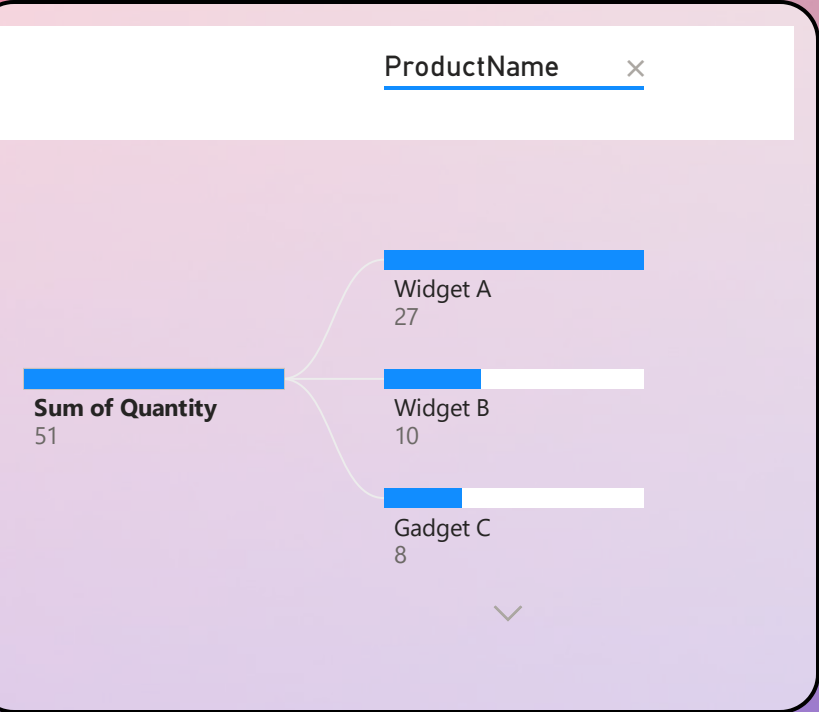 ProductName
Widget A
27
Sum of Quantity
51
Widget B
10
Gadget C
8